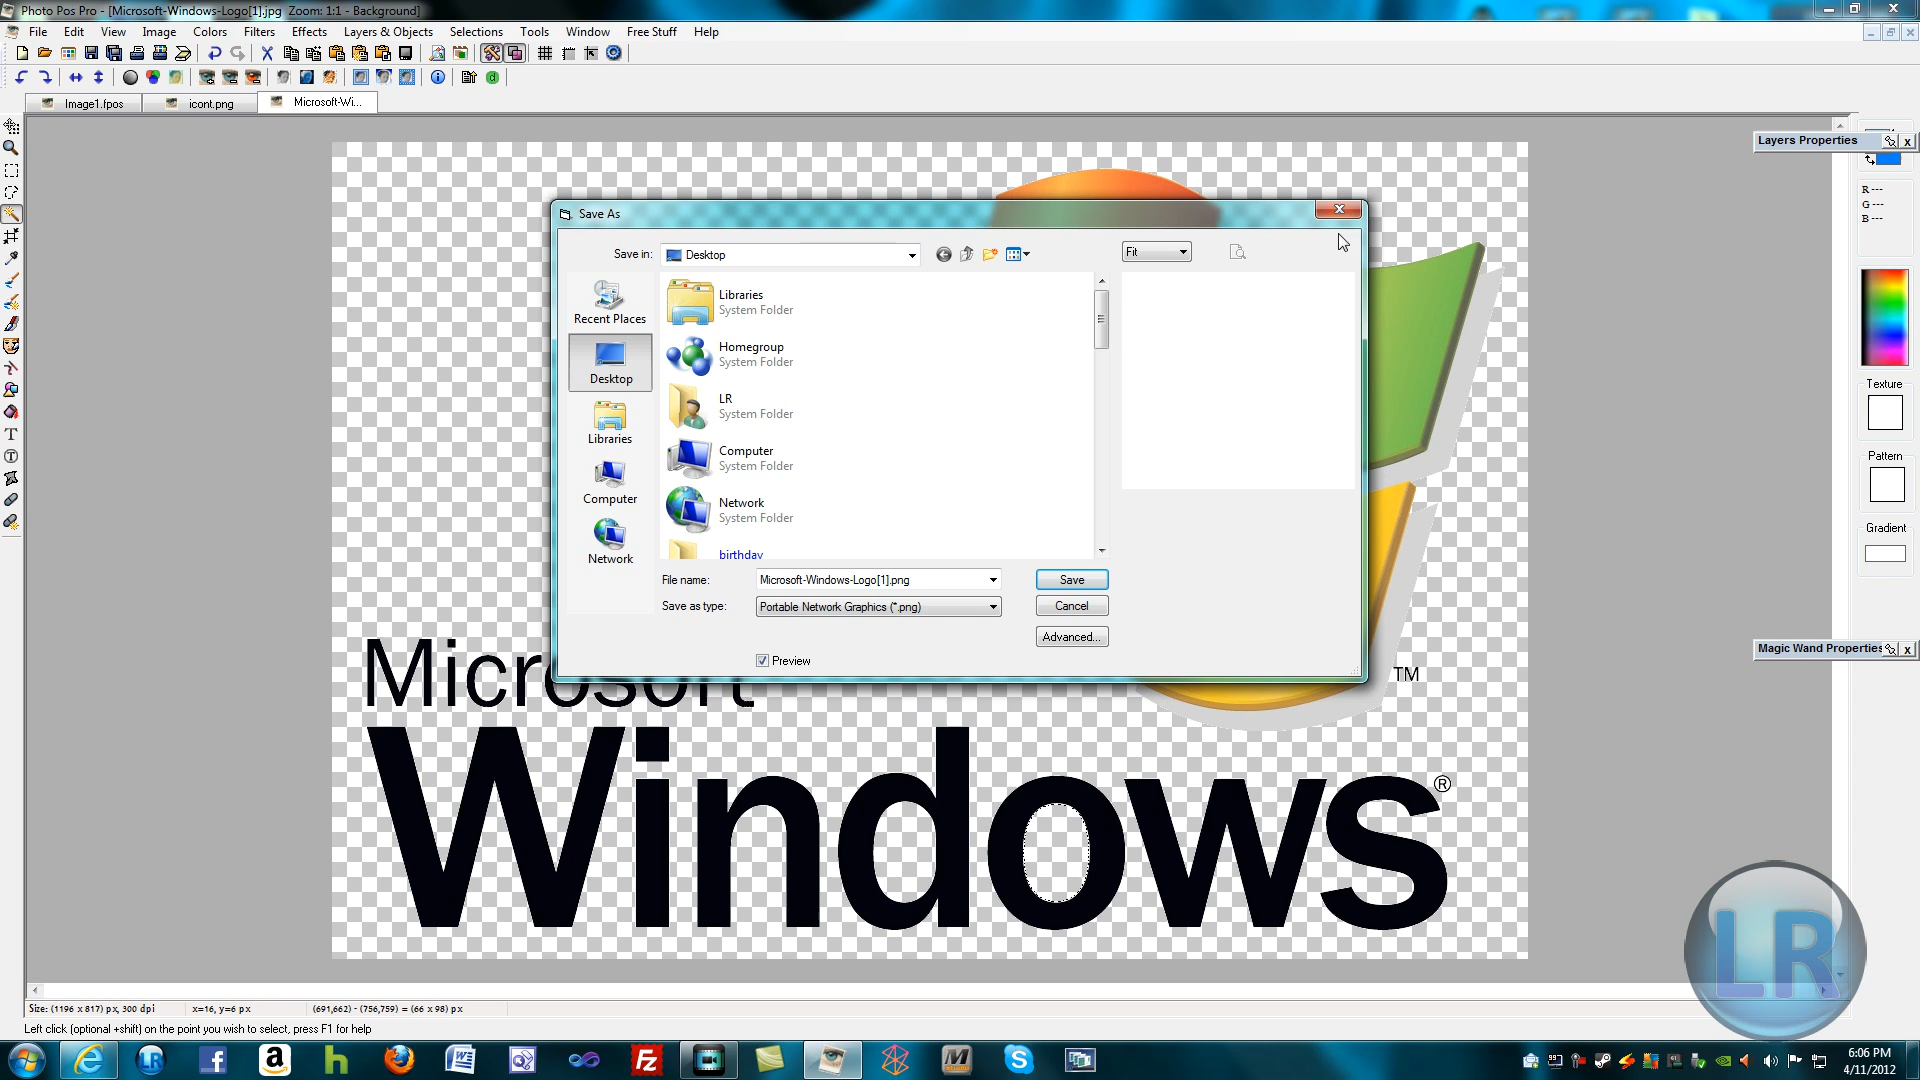 Photo Pos Pro - [Microsoft-Windows-Logo[1].jpg  Zoom: 1:1 - Background]
File Edit View Image Colors Filters Effects Layers & Objects Selections Tools Window Free Stuff Help
Image1.fpos icont.png Microsoft-Wi...
Layers Properties x
R ---
G ---
B ---
Save As
Save in: Desktop Fit
Recent Places
Desktop
Libraries
Computer
Network
Libraries
System Folder
Homegroup
System Folder
LR
System Folder
Computer
System Folder
Network
System Folder
birthday
File name: Microsoft-Windows-Logo[1].png Save
Save as type: Portable Network Graphics (*.png) Cancel
Advanced...
Preview
Texture
Pattern
Gradient
Magic Wand Properties x
Microsoft
TM
Windows®
LR
Size: (1196 x 817) px, 300 dpi x=16, y=6 px (691,662) - (756,759) = (66 x 98) px
Left click (optional +shift) on the point you wish to select, press F1 for help
6:06 PM
4/11/2012